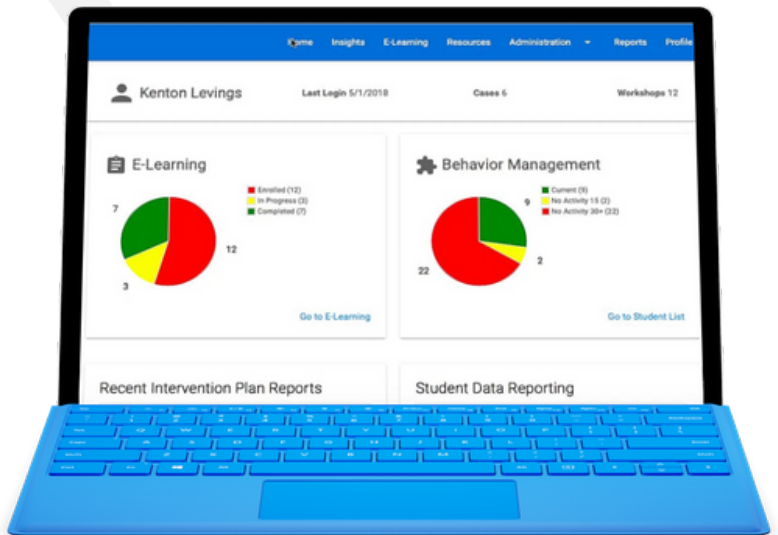 Home Insights E-Learning Resources Administration Reports Profile
Kenton Levings Last Login 5/1/2018 Cases 6 Workshops 12
E-Learning
Enrolled (12)
In Progress (3)
Completed (7)
7
12
3
Go to E-Learning
Behavior Management
Current (9)
No Activity 15 (2)
No Activity 30+ (22)
9
2
22
Go to Student List
Recent Intervention Plan Reports
Student Data Reporting